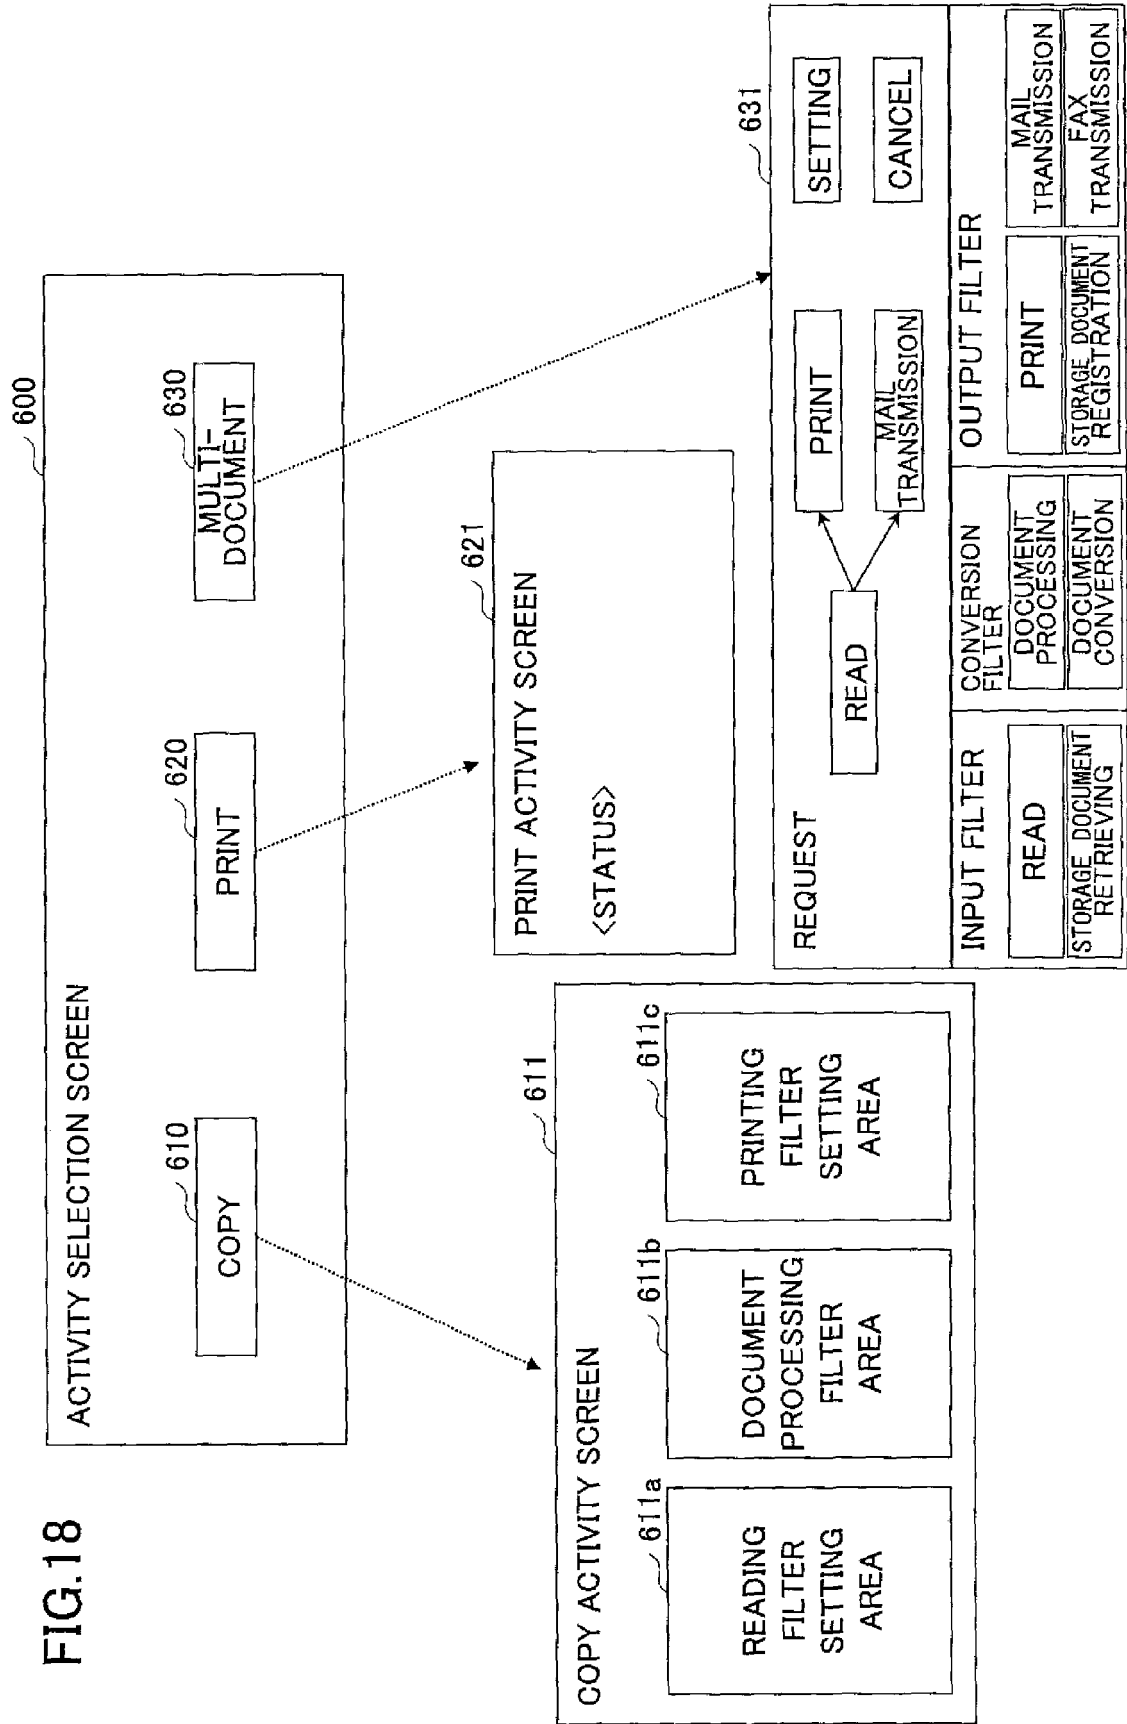 FIG.18
600
ACTIVITY SELECTION SCREEN
610
COPY
620
PRINT
630
MULTI-
DOCUMENT
611
COPY ACTIVITY SCREEN
611a
READING
FILTER
SETTING
AREA
611b
DOCUMENT
PROCESSING
FILTER
AREA
611c
PRINTING
FILTER
SETTING
AREA
621
PRINT ACTIVITY SCREEN
<STATUS>
631
REQUEST
READ
PRINT
MAIL
TRANSMISSION
SETTING
CANCEL
INPUT FILTER
READ
STORAGE DOCUMENT
RETRIEVING
CONVERSION
FILTER
DOCUMENT
PROCESSING
DOCUMENT
CONVERSION
OUTPUT FILTER
PRINT
MAIL
TRANSMISSION
STORAGE DOCUMENT
REGISTRATION
FAX
TRANSMISSION